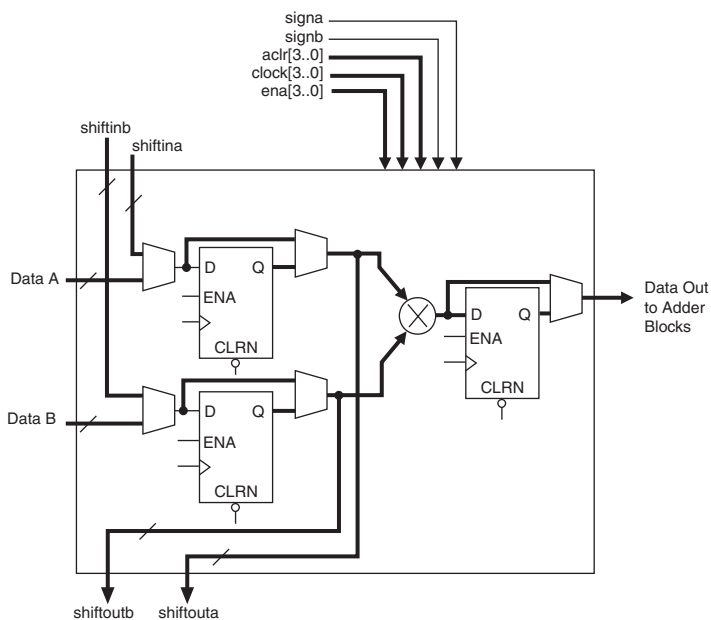 signa
signb
aclr[3..0]
clock[3..0]
ena[3..0]
shiftinb
shiftina
Data A
D
Q
ENA
CLRN
Data Out
to Adder
Blocks
D
Q
ENA
CLRN
Data B
D
Q
ENA
CLRN
shiftoutb
shiftouta